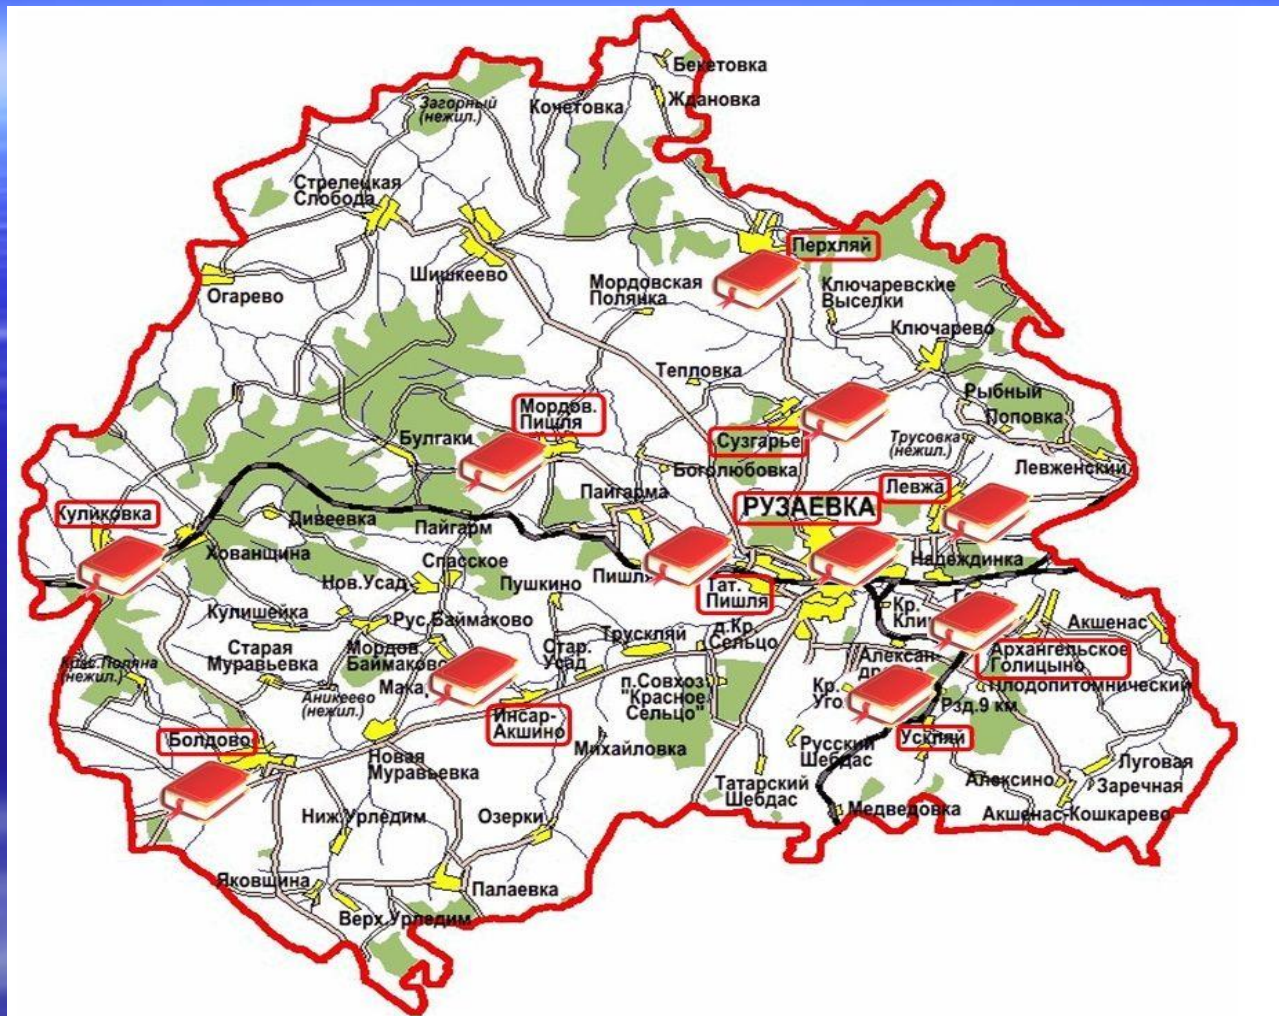 Бекетовка
Ждановка
Загорный
(нежил.)
Кочетовка
Стрелецкая
Слобода
Перхляй
Шишкеево
Огарево
Мордовская
Полянка
Ключаревские
Выселки
Ключарево
Тепловка
Рыбный
Поповка
Мордов.
Пишля
Булгаки
Сузгарье
Трусовка
(нежил.)
Боголюбовка
Левженский
Пайгарма
Левжа
РУЗАЕВКА
Куликовка
Дивеевка
Пайгарм
Хованщина
Спасское
Надеждинка
Нов.Усад
Пушкино
Тат.
Пишля
Кр.
Кулишейка
Рус.Баймаково
Трускляй
д.Кр.
Сельцо
Акшенас
Старая
Муравьевка
Мордов.
Баймаково
Стар.
Усад
Архангельское
Голицыно
(нежил.)
Аникеево
(нежил.)
п.Совхоз
"Красное
Сельцо"
Кр.
Плодопитомнический
Рзд.9 км
Инсар-
Акшино
Болдово
Ускляй
Михайловка
Русский
Шебдас
Новая
Муравьевка
Татарский
Шебдас
Алексино
Луговая
Заречная
Ниж.Урледим
Озерки
Медведовка
Акшенас-Кошкарево
Яковщина
Палаевка
Верх.Урледим